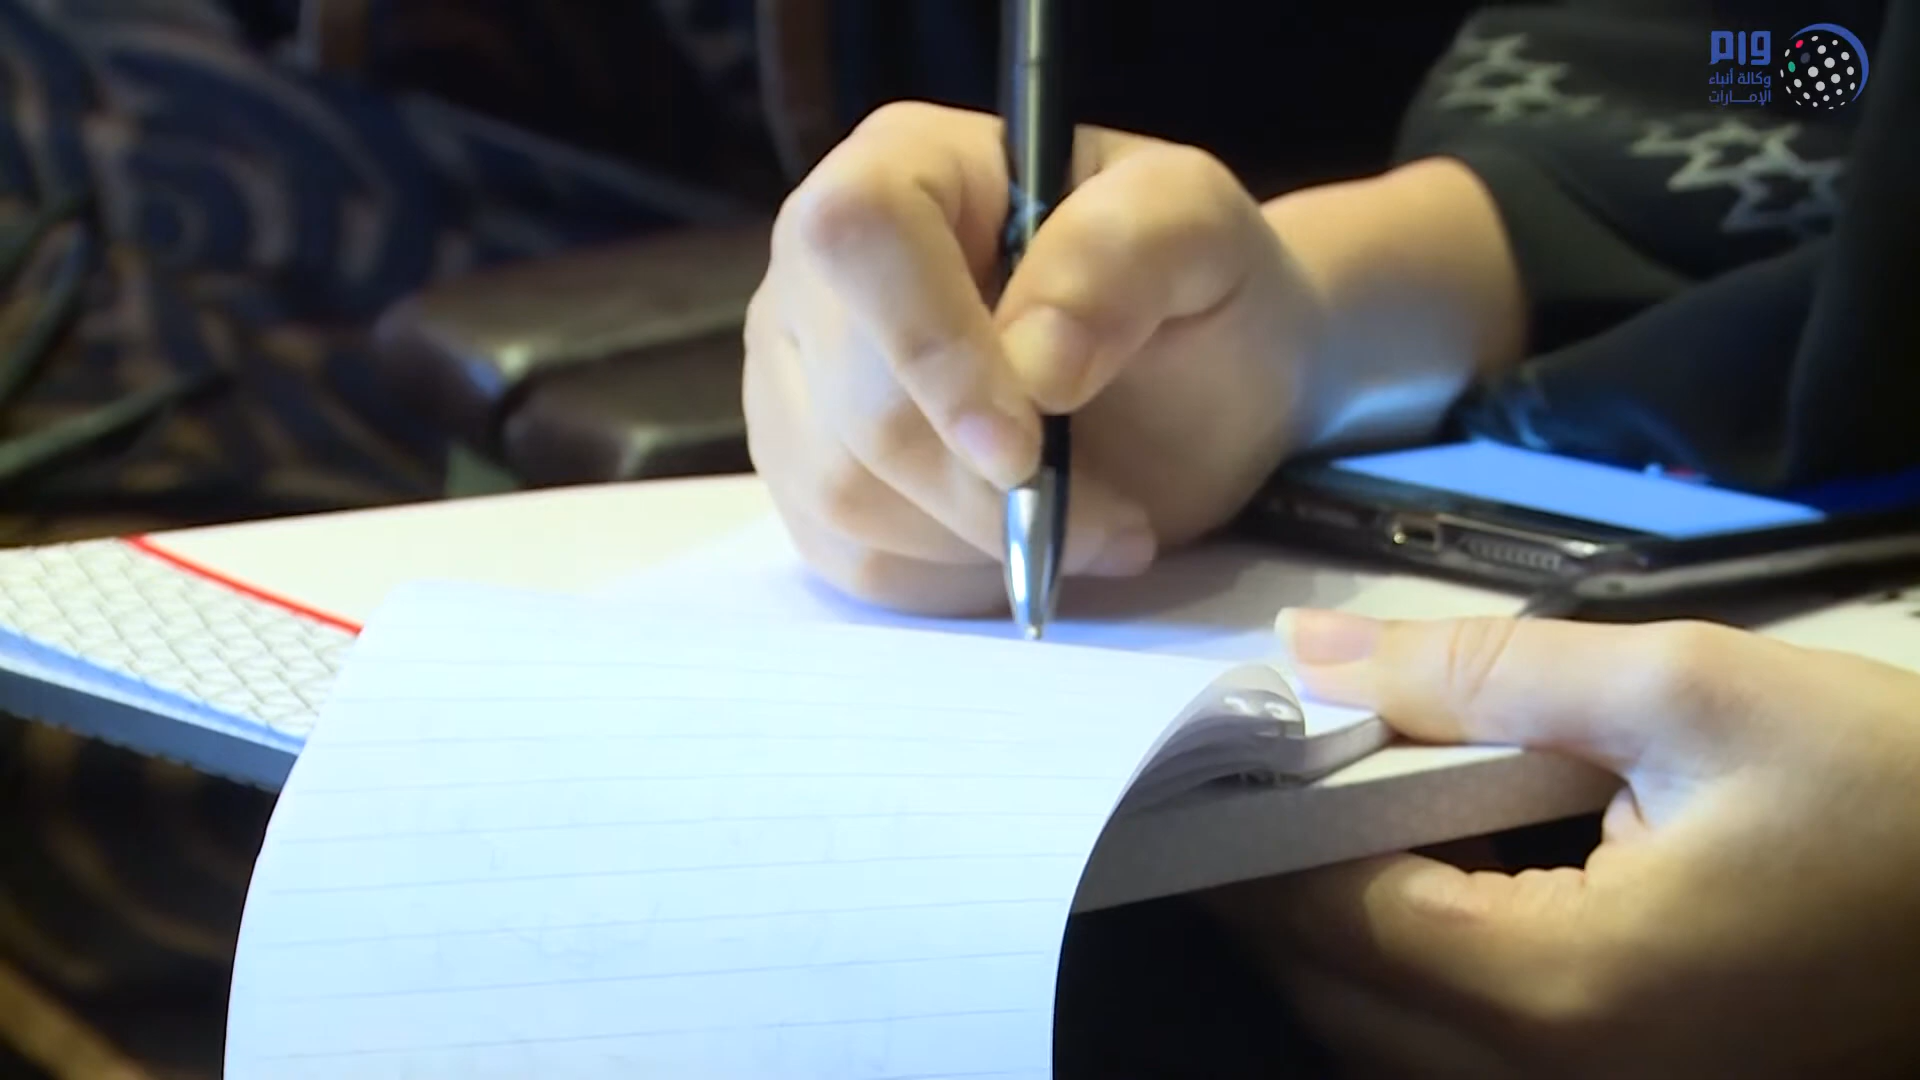 وام
وكالة أنباء
الإمارات